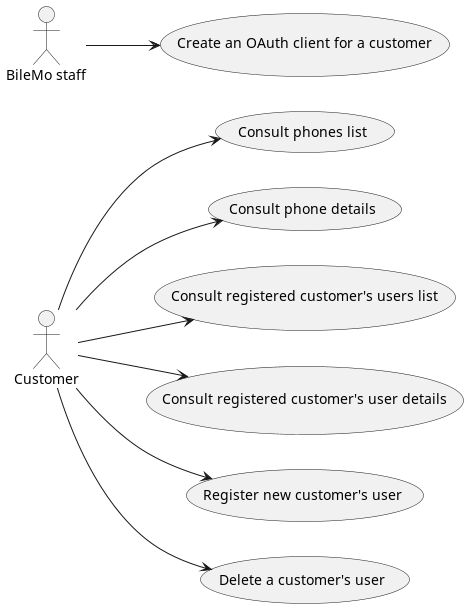 BileMo staff
Create an OAuth client for a customer
Consult phones list
Consult phone details
Consult registered customer's users list
Customer
Consult registered customer's user details
Register new customer's user
Delete a customer's user